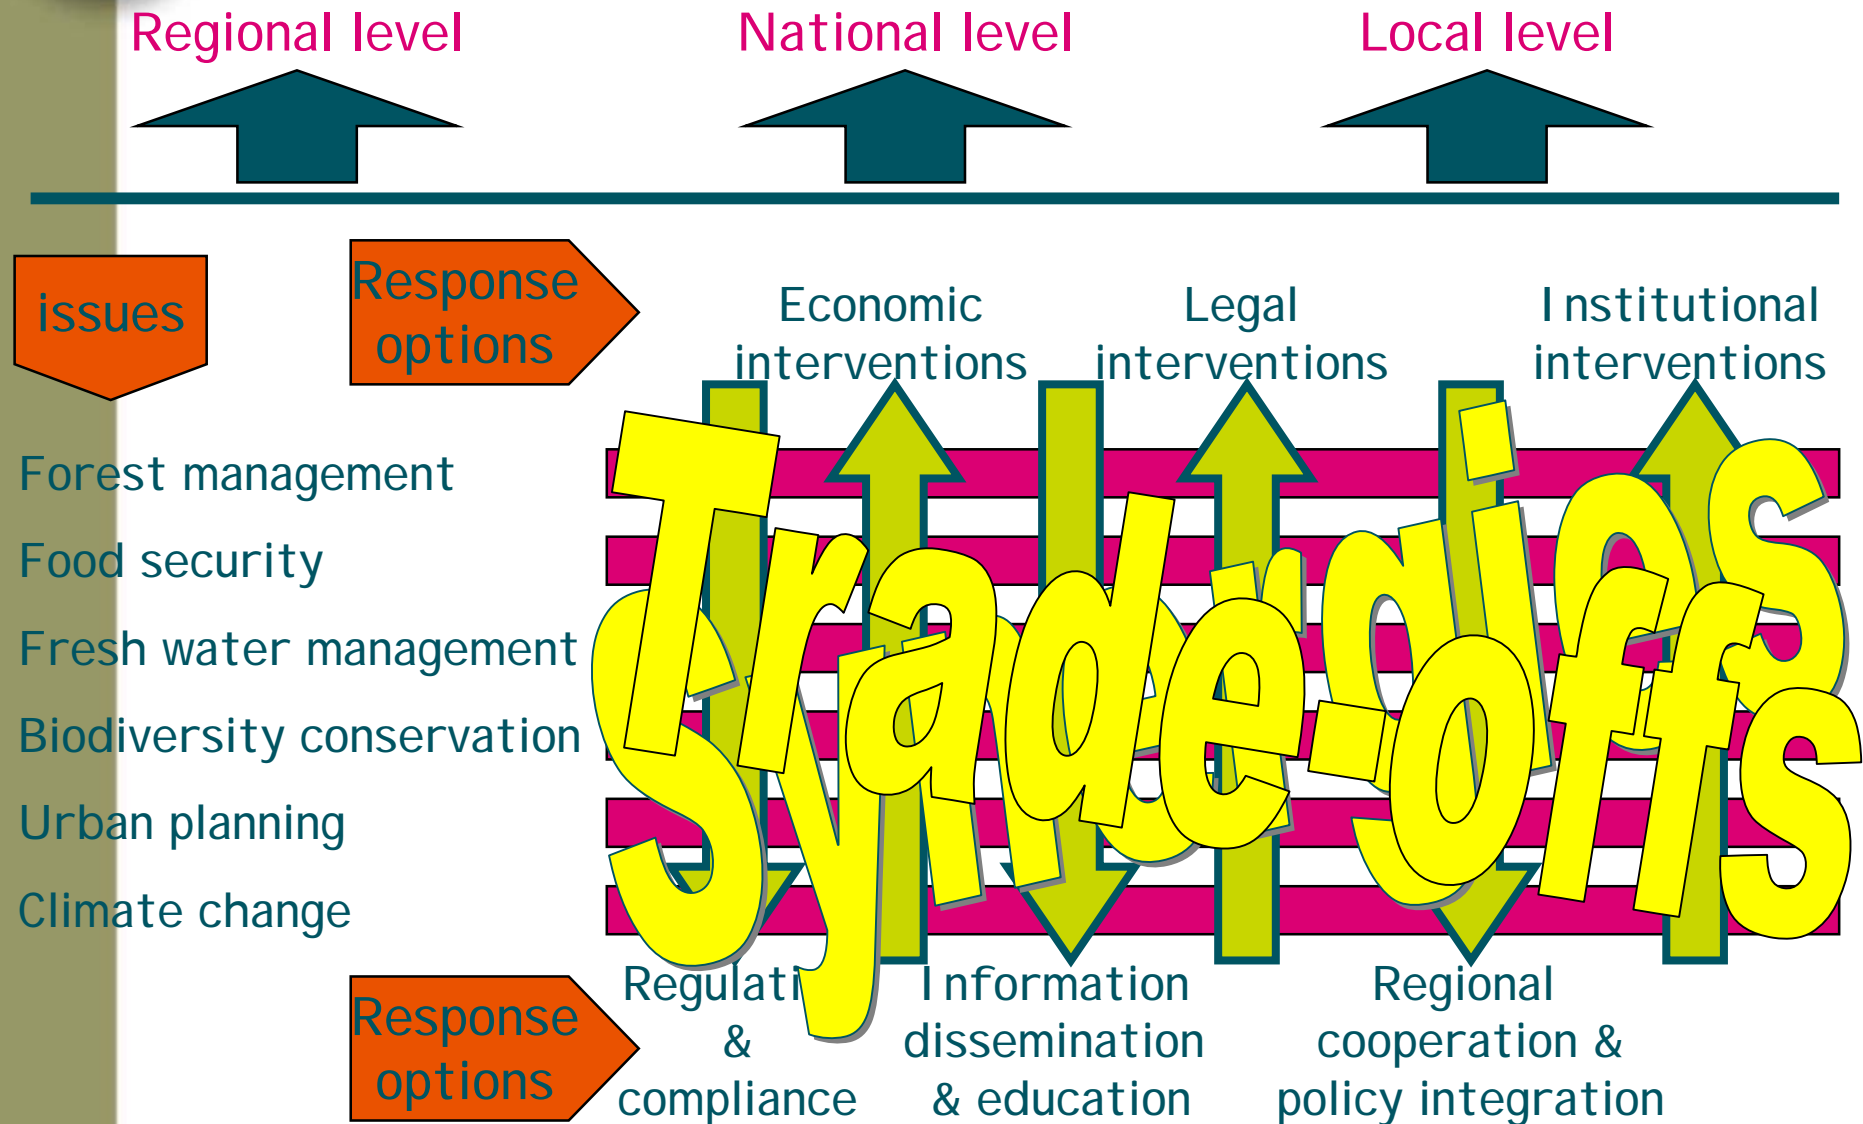 Regional level
National level
Local level
issues
Response
options
Economic
interventions
Legal
interventions
Institutional
interventions
Forest management
Food security
Fresh water management
Biodiversity conservation
Urban planning
Climate change
Trade-offs
Synergies
Response
options
Regulati
&
compliance
Information
dissemination
& education
Regional
cooperation &
policy integration